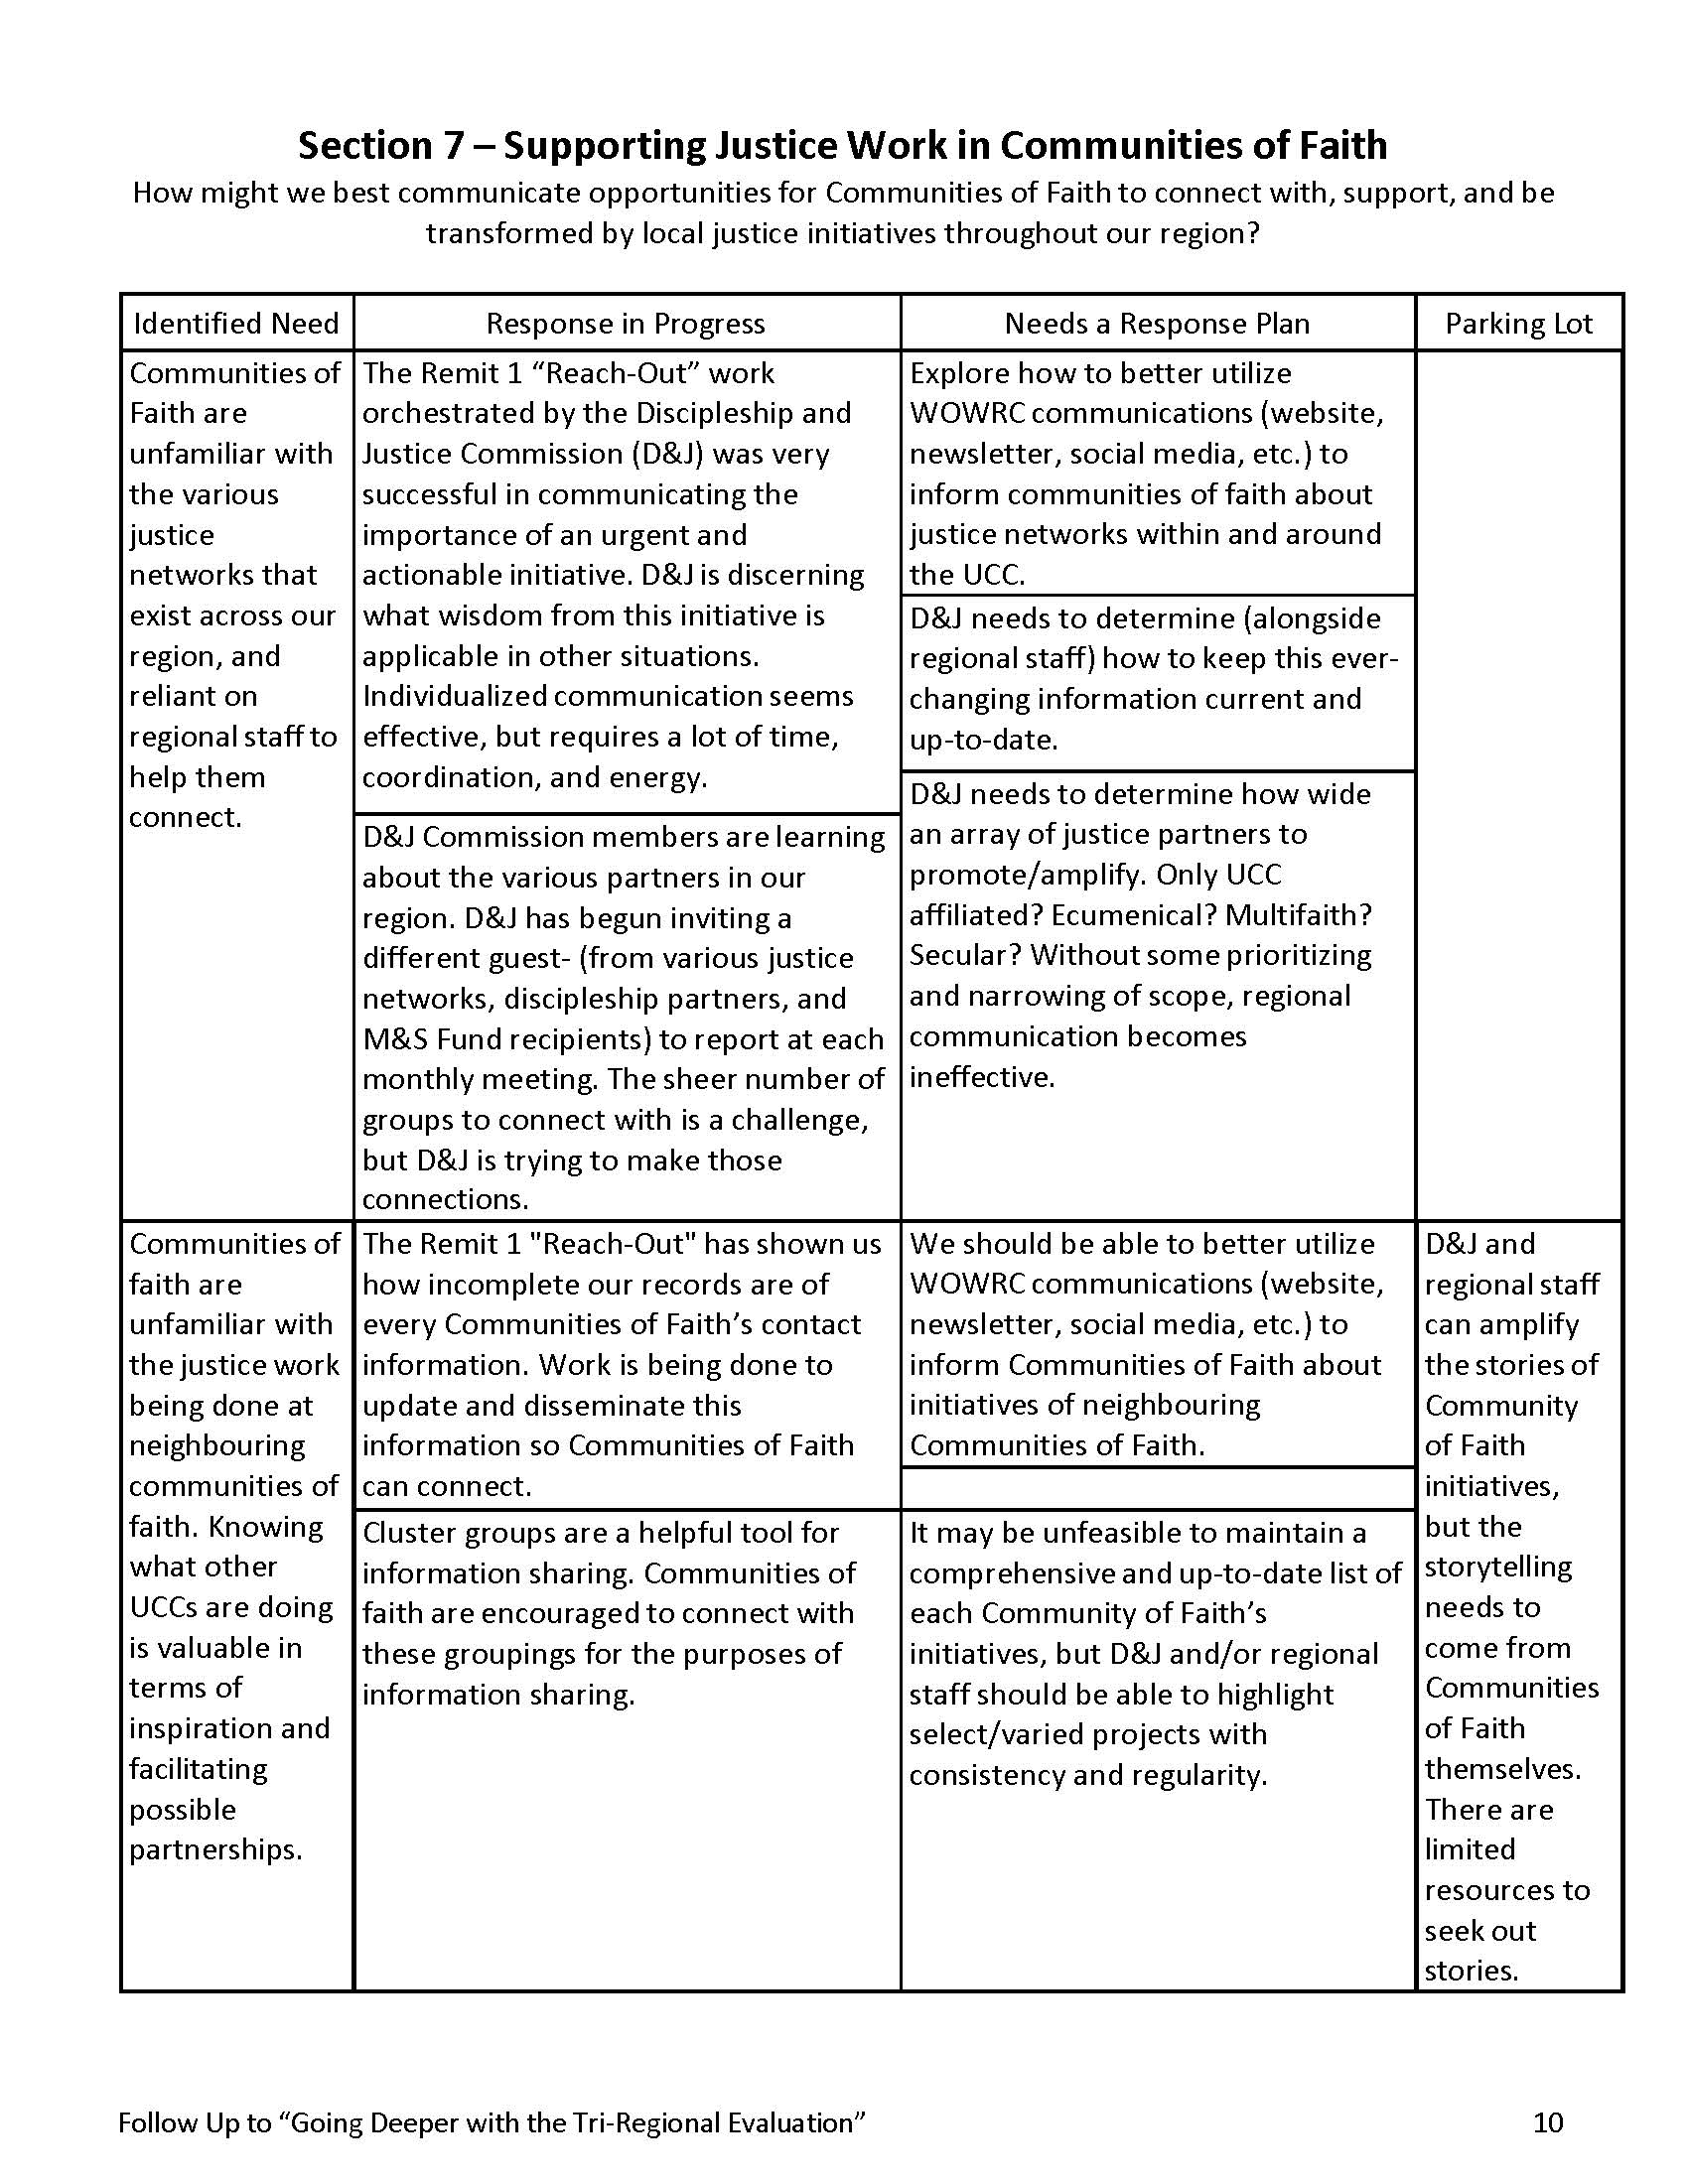 Section 7 – Supporting Justice Work in Communities of Faith
How might we best communicate opportunities for Communities of Faith to connect with, support, and be
transformed by local justice initiatives throughout our region?
Identified Need
Response in Progress
Needs a Response Plan
Parking Lot
Communities of
Faith are
unfamiliar with
the various
justice
networks that
exist across our
region, and
reliant on
regional staff to
help them
connect.
The Remit 1 “Reach-Out” work
orchestrated by the Discipleship and
Justice Commission (D&J) was very
successful in communicating the
importance of an urgent and
actionable initiative. D&J is discerning
what wisdom from this initiative is
applicable in other situations.
Individualized communication seems
effective, but requires a lot of time,
coordination, and energy.
D&J Commission members are learning
about the various partners in our
region. D&J has begun inviting a
different guest- (from various justice
networks, discipleship partners, and
M&S Fund recipients) to report at each
monthly meeting. The sheer number of
groups to connect with is a challenge,
but D&J is trying to make those
connections.
Explore how to better utilize
WOWRC communications (website,
newsletter, social media, etc.) to
inform communities of faith about
justice networks within and around
the UCC.
D&J needs to determine (alongside
regional staff) how to keep this ever-
changing information current and
up-to-date.
D&J needs to determine how wide
an array of justice partners to
promote/amplify. Only UCC
affiliated? Ecumenical? Multifaith?
Secular? Without some prioritizing
and narrowing of scope, regional
communication becomes
ineffective.
Communities of
faith are
unfamiliar with
the justice work
being done at
neighbouring
communities of
faith. Knowing
what other
UCCs are doing
is valuable in
terms of
inspiration and
facilitating
possible
partnerships.
The Remit 1 "Reach-Out" has shown us
how incomplete our records are of
every Communities of Faith’s contact
information. Work is being done to
update and disseminate this
information so Communities of Faith
can connect.
Cluster groups are a helpful tool for
information sharing. Communities of
faith are encouraged to connect with
these groupings for the purposes of
information sharing.
We should be able to better utilize
WOWRC communications (website,
newsletter, social media, etc.) to
inform Communities of Faith about
initiatives of neighbouring
Communities of Faith.
It may be unfeasible to maintain a
comprehensive and up-to-date list of
each Community of Faith’s
initiatives, but D&J and/or regional
staff should be able to highlight
select/varied projects with
consistency and regularity.
D&J and
regional staff
can amplify
the stories of
Community
of Faith
initiatives,
but the
storytelling
needs to
come from
Communities
of Faith
themselves.
There are
limited
resources to
seek out
stories.
Follow Up to “Going Deeper with the Tri-Regional Evaluation”
10